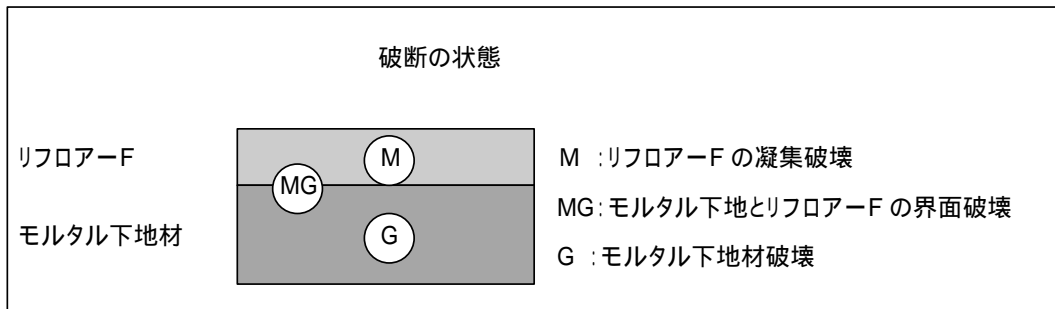 破断の状態
リフロアーF
M
M :リフロアーF の凝集破壊
MG
MG:モルタル下地とリフロアーF の界面破壊
モルタル下地材
G
G :モルタル下地材破壊